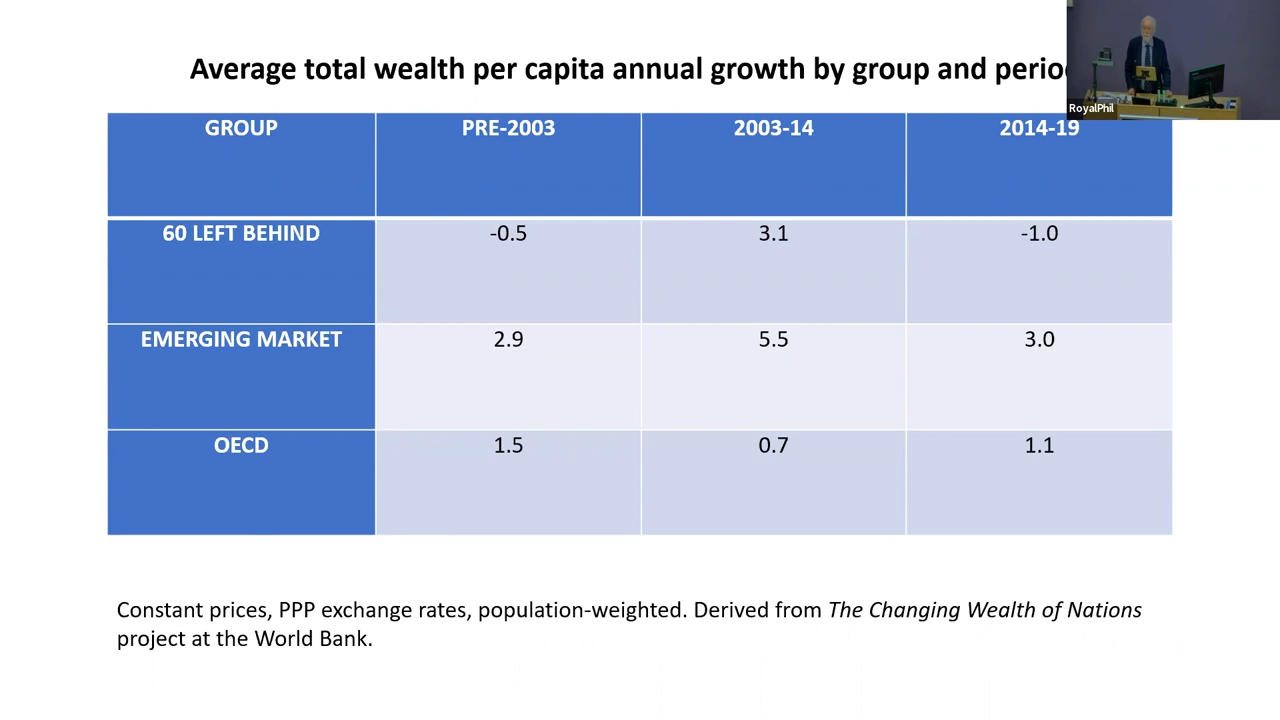 Average total wealth per capita annual growth by group and perio
RoyalPhil
GROUP PRE-2003 2003-14 2014-19
60 LEFT BEHIND -0.5 3.1 -1.0
EMERGING MARKET 2.9 5.5 3.0
OECD 1.5 0.7 1.1
Constant prices, PPP exchange rates, population-weighted. Derived from The Changing Wealth of Nations
project at the World Bank.